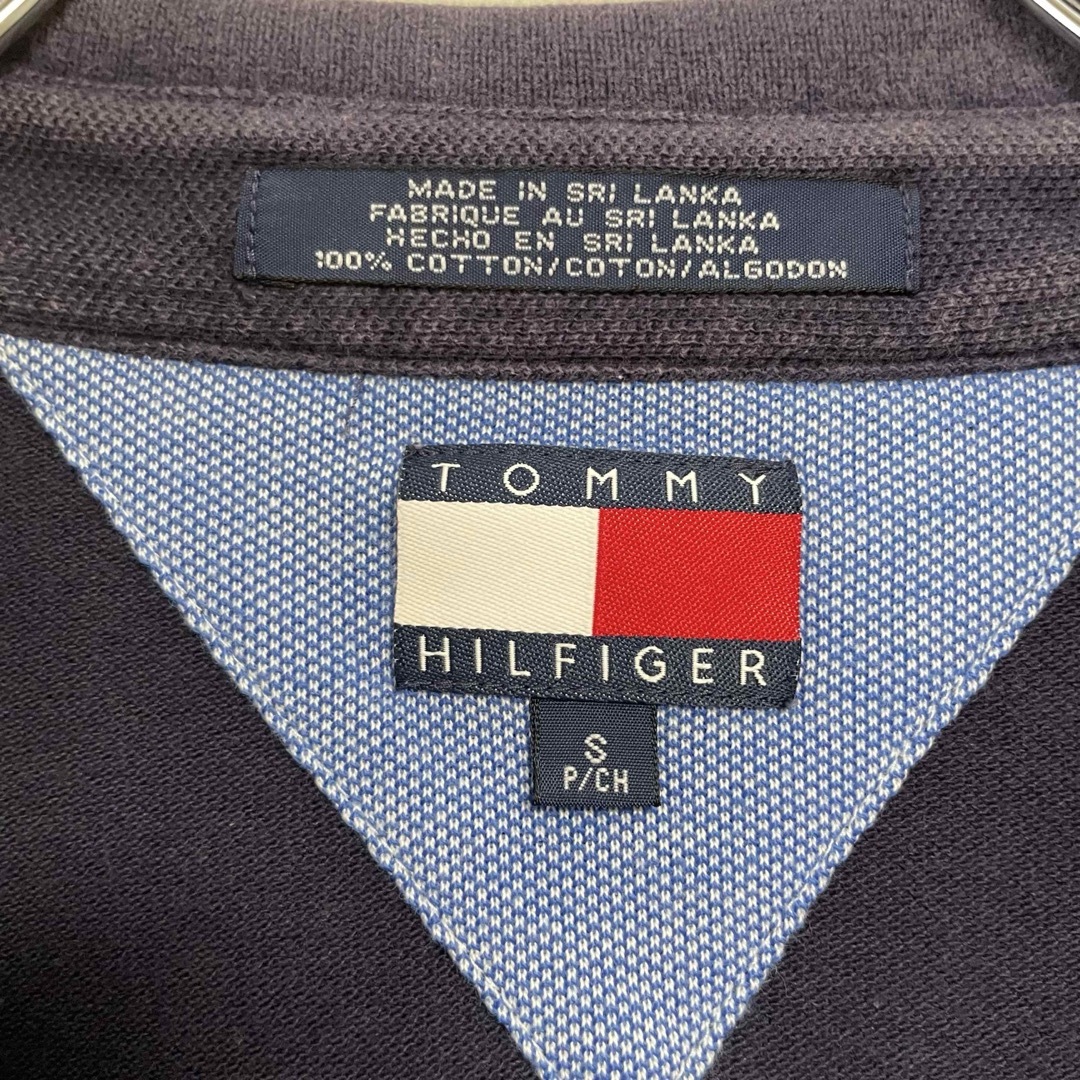 MADE IN SRI LANKA
FABRIQUE AU SRI LANKA
HECHO EN SRI LANKA
100% COTTON/COTON/ALGODON
TOMMY
HILFIGER
S
P/CH